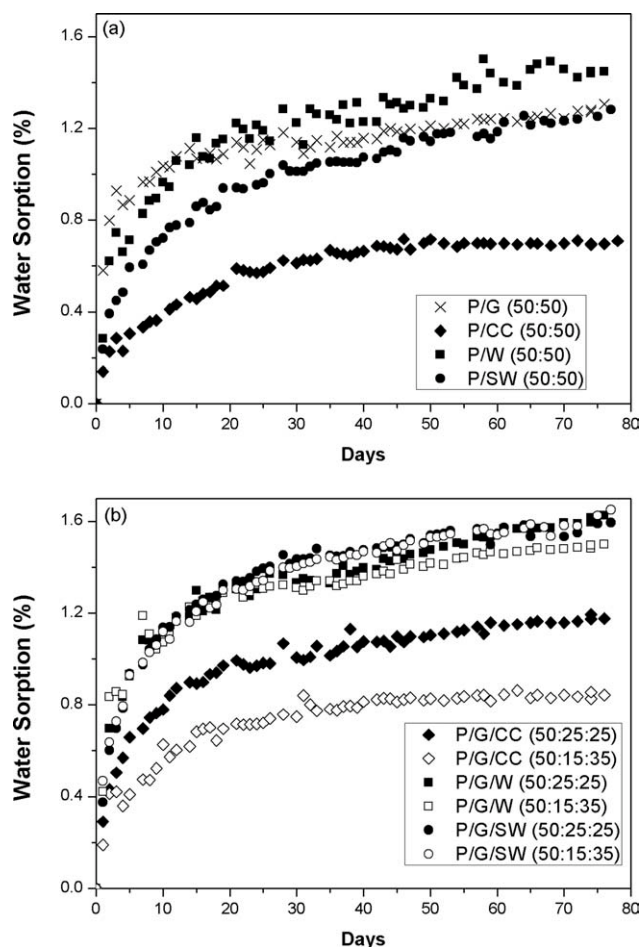 (a)
1.6
1.2
0.8
0.4
0.0
Water Sorption (%)
P/G (50:50)
P/CC (50:50)
P/W (50:50)
P/SW (50:50)
0 10 20 30 40 50 60 70 80
Days
(b)
1.6
1.2
0.8
0.4
0.0
Water Sorption (%)
P/G/CC (50:25:25)
P/G/CC (50:15:35)
P/G/W (50:25:25)
P/G/W (50:15:35)
P/G/SW (50:25:25)
P/G/SW (50:15:35)
0 10 20 30 40 50 60 70 80
Days